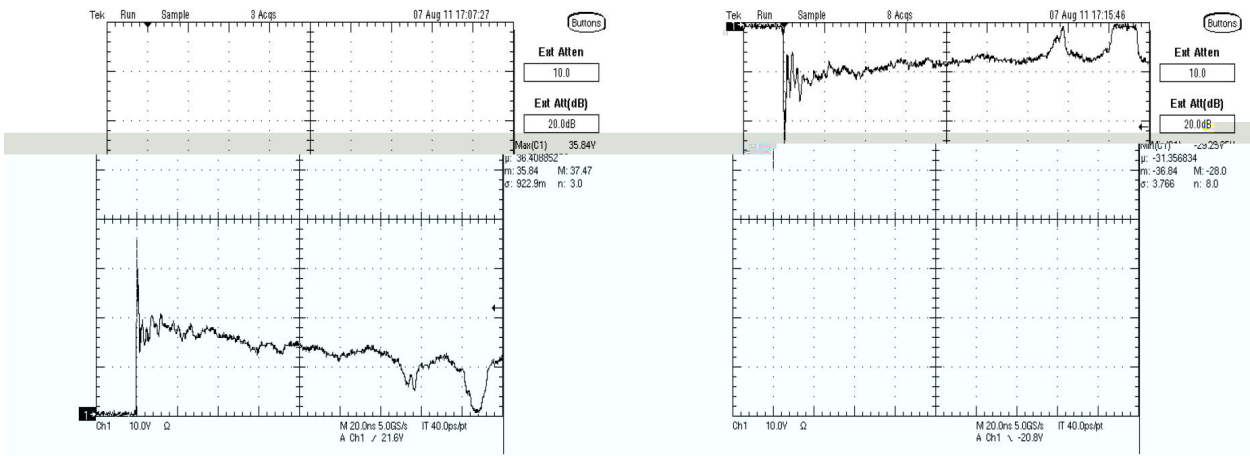 Tek Run Sample 3 Acqs 07 Aug 11 17:07:27
Buttons
Ext Atten
10.0
Ext Att(dB)
20.0dB
Max(C1) 35.84V
µ: 36.408852
m: 35.84 M: 37.47
σ: 922.9m n: 3.0
1
Ch1 10.0V Ω M 20.0ns 5.0GS/s IT 40.0ps/pt
A Ch1 / 21.6V
Tek Run Sample 8 Acqs 07 Aug 11 17:15:46
Buttons
Ext Atten
10.0
Ext Att(dB)
20.0dB
µ: -31.356834
m: -36.84 M: -28.0
σ: 3.766 n: 8.0
Ch1 10.0V Ω M 20.0ns 5.0GS/s IT 40.0ps/pt
A Ch1 \ -20.8V